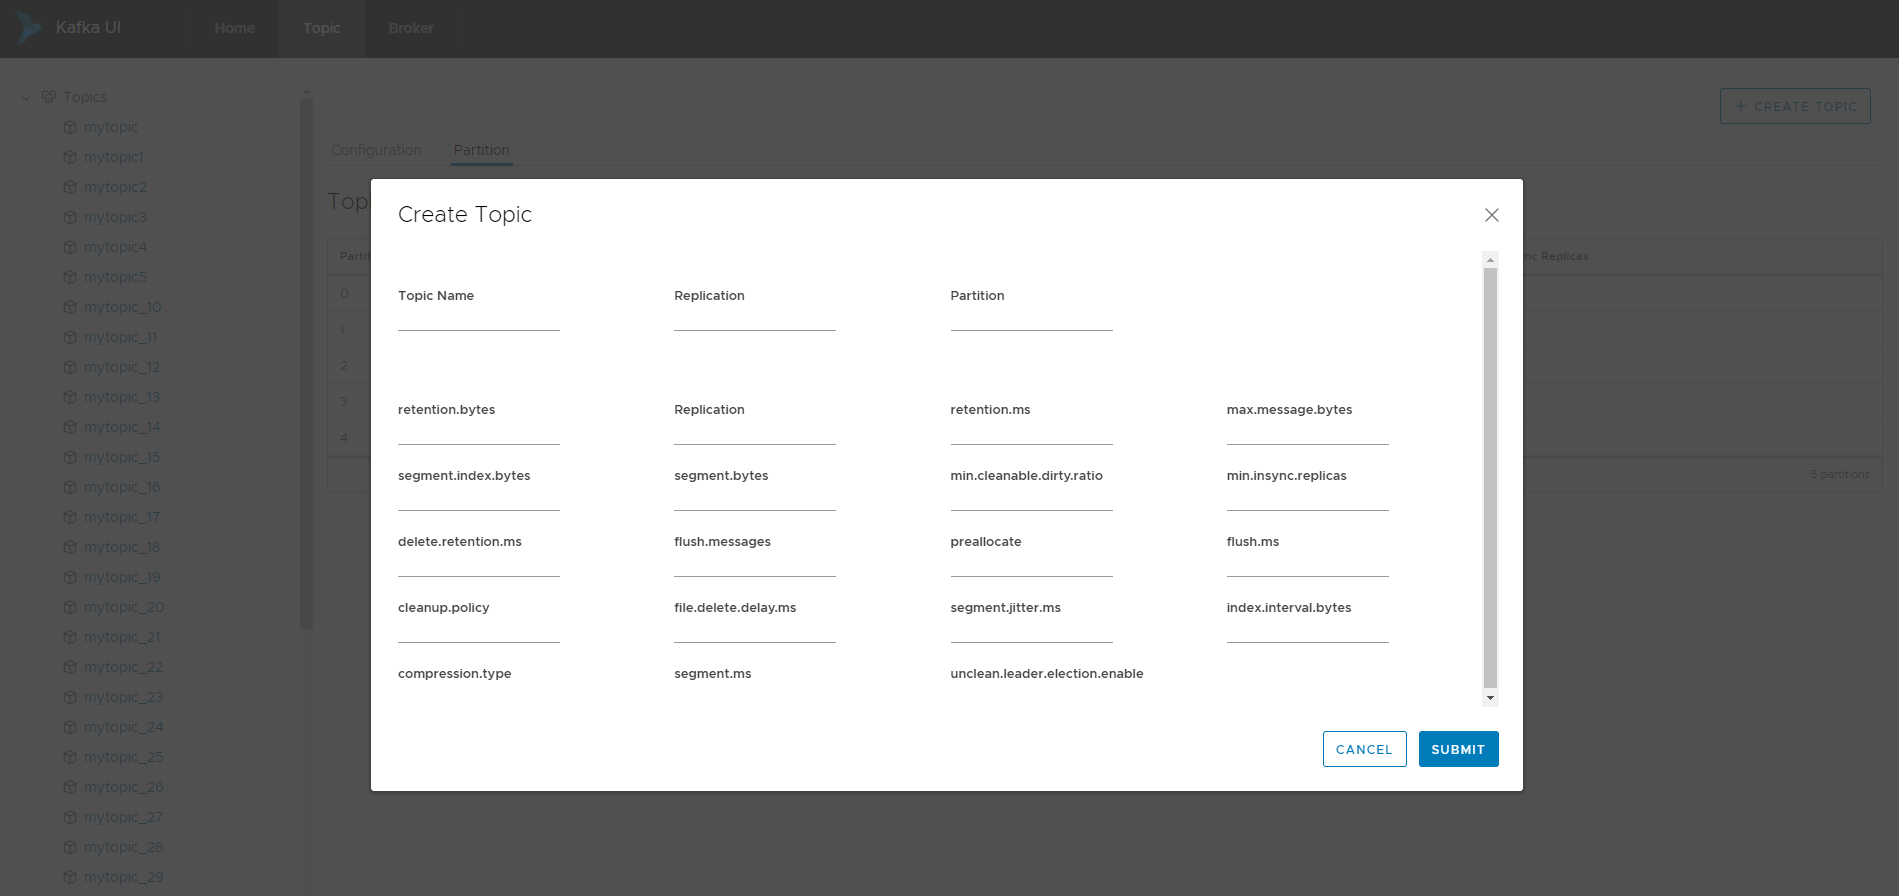 Kafka UI Home Topic Broker
Topics
mytopic
mytopic1
mytopic2
mytopic3
mytopic4
mytopic5
mytopic_10
mytopic_11
mytopic_12
mytopic_13
mytopic_14
mytopic_15
mytopic_16
mytopic_17
mytopic_18
mytopic_19
mytopic_20
mytopic_21
mytopic_22
mytopic_23
mytopic_24
mytopic_25
mytopic_26
mytopic_27
mytopic_28
mytopic_29
+ CREATE TOPIC
Configuration Partition
Topi
Partit nc Replicas
0
1
2
3
4
5 partitions
Create Topic
Topic Name Replication Partition
retention.bytes Replication retention.ms max.message.bytes
segment.index.bytes segment.bytes min.cleanable.dirty.ratio min.insync.replicas
delete.retention.ms flush.messages preallocate flush.ms
cleanup.policy file.delete.delay.ms segment.jitter.ms index.interval.bytes
compression.type segment.ms unclean.leader.election.enable
CANCEL SUBMIT